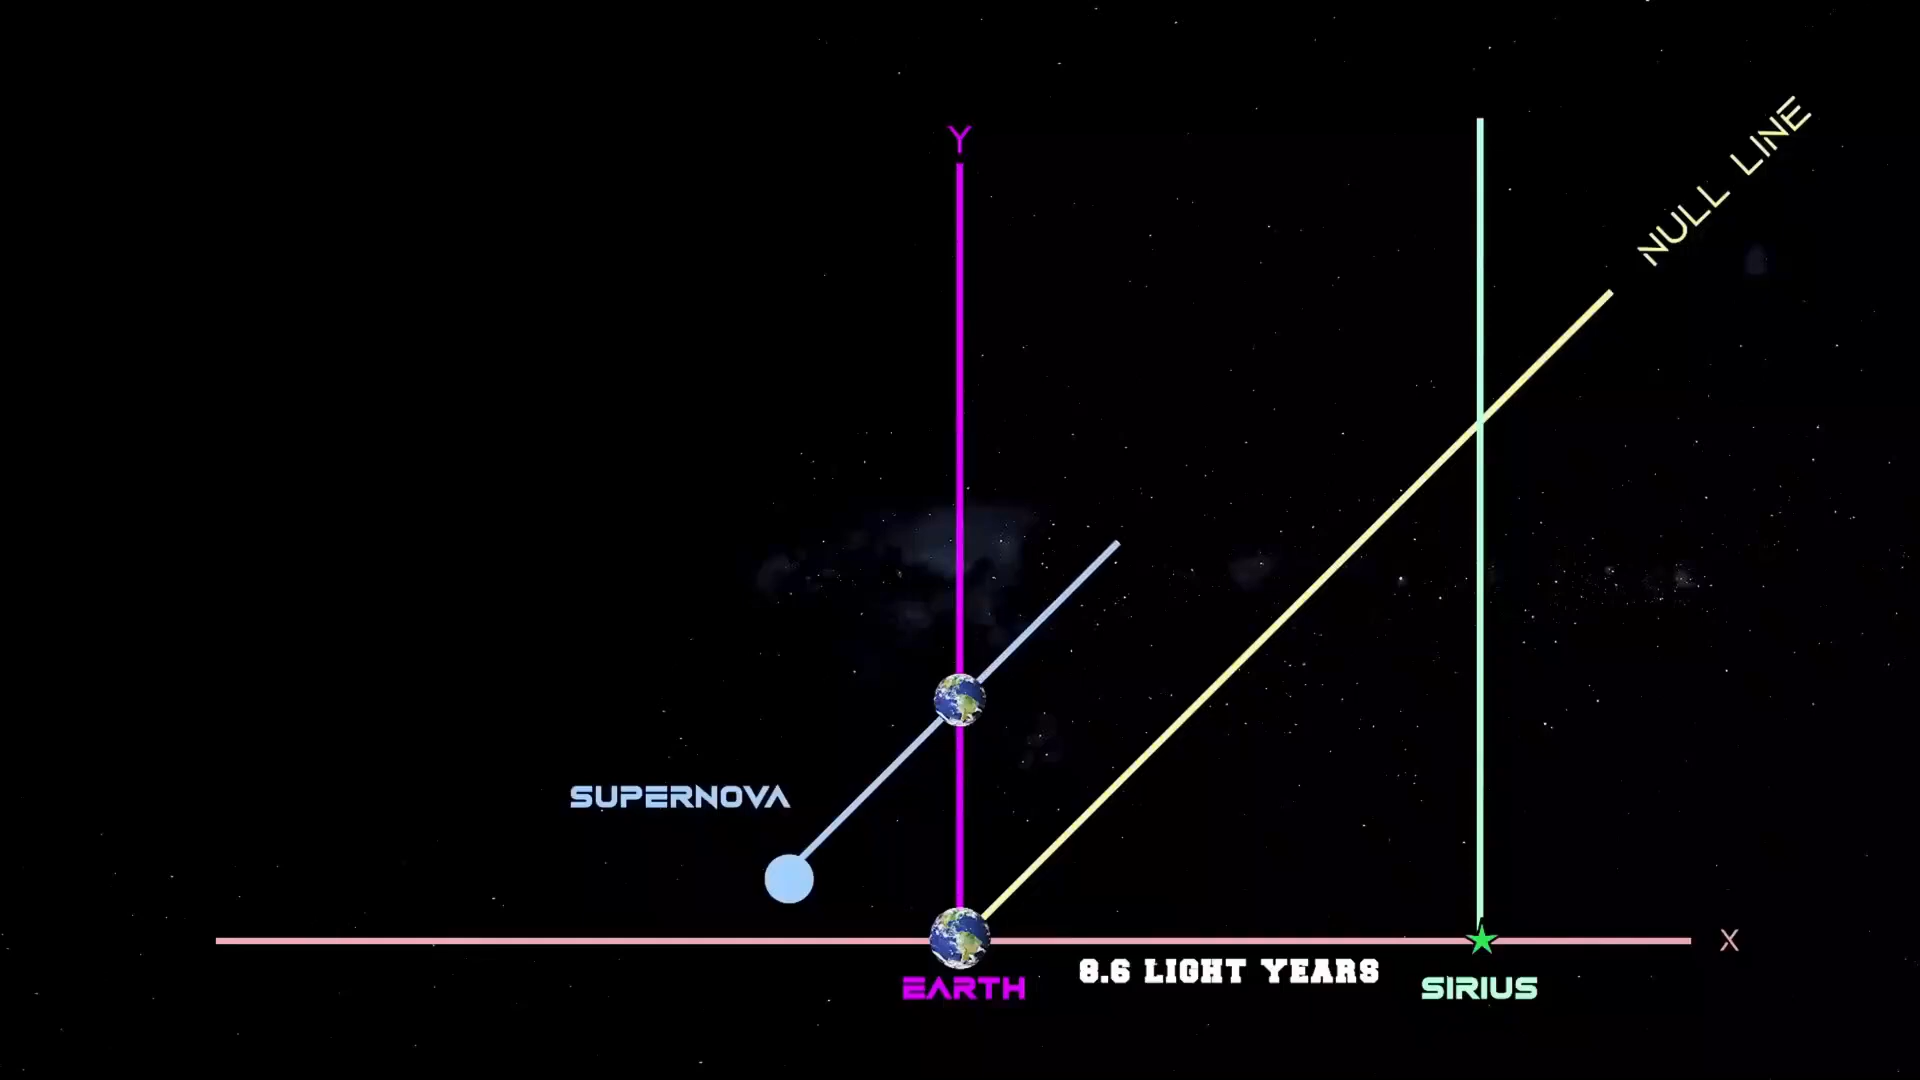 Y
NULL LINE
SUPERNOVA
X
8.6 LIGHT YEARS
EARTH
SIRIUS